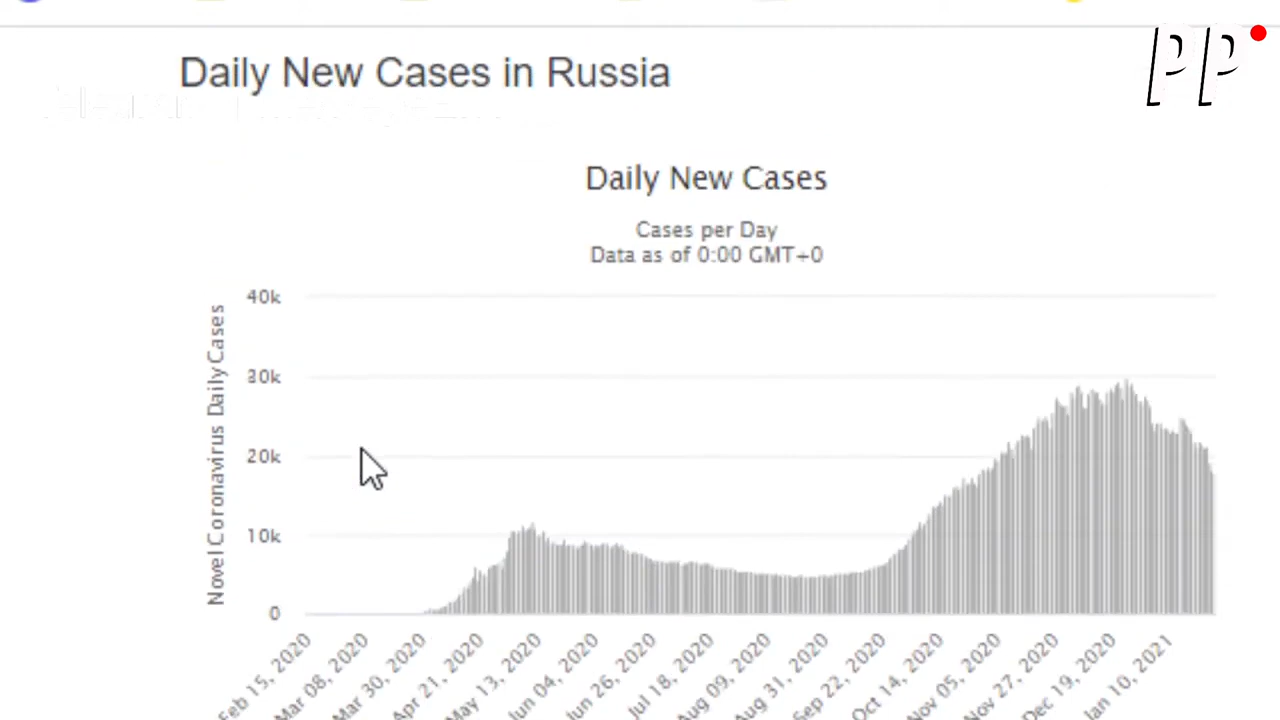 PP
Daily New Cases in Russia
Daily New Cases
Cases per Day
Data as of 0:00 GMT+0
Novel Coronavirus Daily Cases
40k
30k
20k
10k
0
Feb 15, 2020
Mar 08, 2020
Mar 30, 2020
Apr 21, 2020
May 13, 2020
Jun 04, 2020
Jun 26, 2020
Jul 18, 2020
Aug 09, 2020
Aug 31, 2020
Sep 22, 2020
Oct 14, 2020
Nov 05, 2020
Nov 27, 2020
Dec 19, 2020
Jan 10, 2021